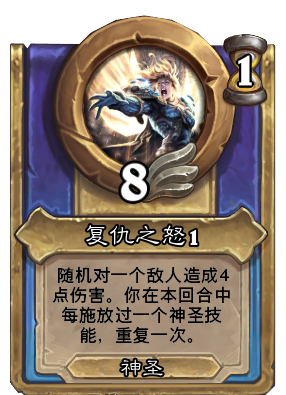 1
8
复仇之怒1
随机对一个敌人造成4
点伤害。你在本回合中
每施放过一个神圣技
能，重复一次。
神圣